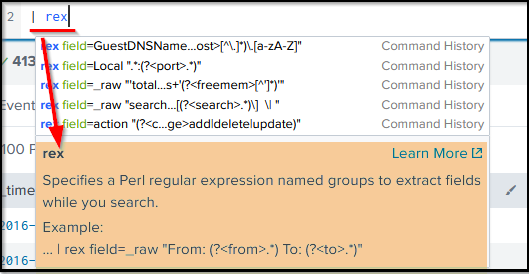 2
| rex
rex field=GuestDNSName...ost>[^\.]*)\.[a-zA-Z]" Command History
413
rex field=Local ".*:(?<port>.*)" Command History
Event
rex field=_raw "'total...s+'(?<freemem>[^']*)'" Command History
rex field=_raw "search...[(?<search>.*)\] \| " Command History
rex field=action "(?<c...ge>add|delete|update)" Command History
100 P
rex Learn More
_time
Specifies a Perl regular expression named groups to extract fields
while you search.
2016-
Example:
... | rex field=_raw "From: (?<from>.*) To: (?<to>.*)"
2016-